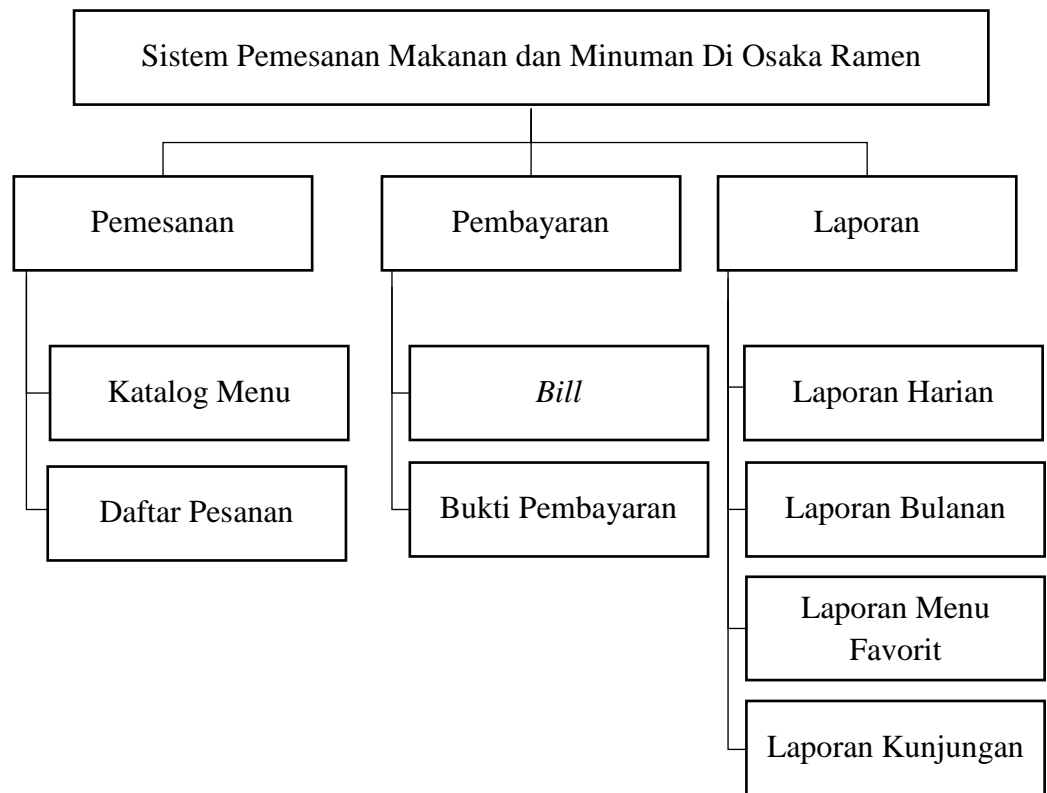 Sistem Pemesanan Makanan dan Minuman Di Osaka Ramen
Pemesanan
Pembayaran
Laporan
Katalog Menu
Bill
Laporan Harian
Daftar Pesanan
Bukti Pembayaran
Laporan Bulanan
Laporan Menu
Favorit
Laporan Kunjungan